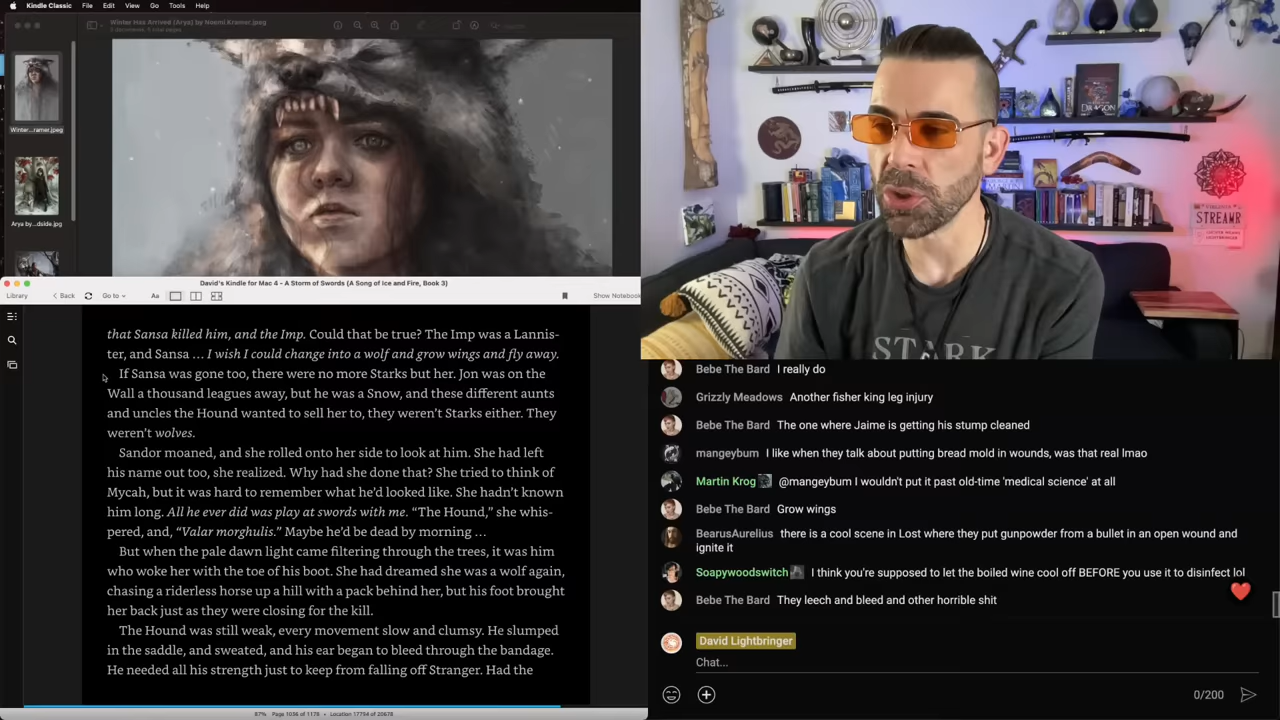 Kindle Classic File Edit View Go Tools Help
Winter Has Arrived (Arya) by Naomi Kramer.jpeg
Winter...ramer.jpeg
Arya by...dside.jpg
David's Kindle for Mac 4 - A Storm of Swords (A Song of Ice and Fire, Book 3)
Library Back Go to Aa Show Notebook
that Sansa killed him, and the Imp. Could that be true? The Imp was a Lannis-
ter, and Sansa … I wish I could change into a wolf and grow wings and fly away.
If Sansa was gone too, there were no more Starks but her. Jon was on the
Wall a thousand leagues away, but he was a Snow, and these different aunts
and uncles the Hound wanted to sell her to, they weren't Starks either. They
weren't wolves.
Sandor moaned, and she rolled onto her side to look at him. She had left
his name out too, she realized. Why had she done that? She tried to think of
Mycah, but it was hard to remember what he'd looked like. She hadn't known
him long. All he ever did was play at swords with me. "The Hound," she whis-
pered, and, "Valar morghulis." Maybe he'd be dead by morning …
But when the pale dawn light came filtering through the trees, it was him
who woke her with the toe of his boot. She had dreamed she was a wolf again,
chasing a riderless horse up a hill with a pack behind her, but his foot brought
her back just as they were closing for the kill.
The Hound was still weak, every movement slow and clumsy. He slumped
in the saddle, and sweated, and his ear began to bleed through the bandage.
He needed all his strength just to keep from falling off Stranger. Had the
87% Page 1036 of 1179 • Location 17754 of 20678
DRAGON
STREAMR
STARK
Bebe The Bard I really do
Grizzly Meadows Another fisher king leg injury
Bebe The Bard The one where Jaime is getting his stump cleaned
mangeybum I like when they talk about putting bread mold in wounds, was that real lmao
Martin Krog @mangeybum I wouldn't put it past old-time 'medical science' at all
Bebe The Bard Grow wings
BearusAurelius there is a cool scene in Lost where they put gunpowder from a bullet in an open wound and
ignite it
Soapywoodswitch I think you're supposed to let the boiled wine cool off BEFORE you use it to disinfect lol
Bebe The Bard They leech and bleed and other horrible shit
David Lightbringer
Chat...
0/200